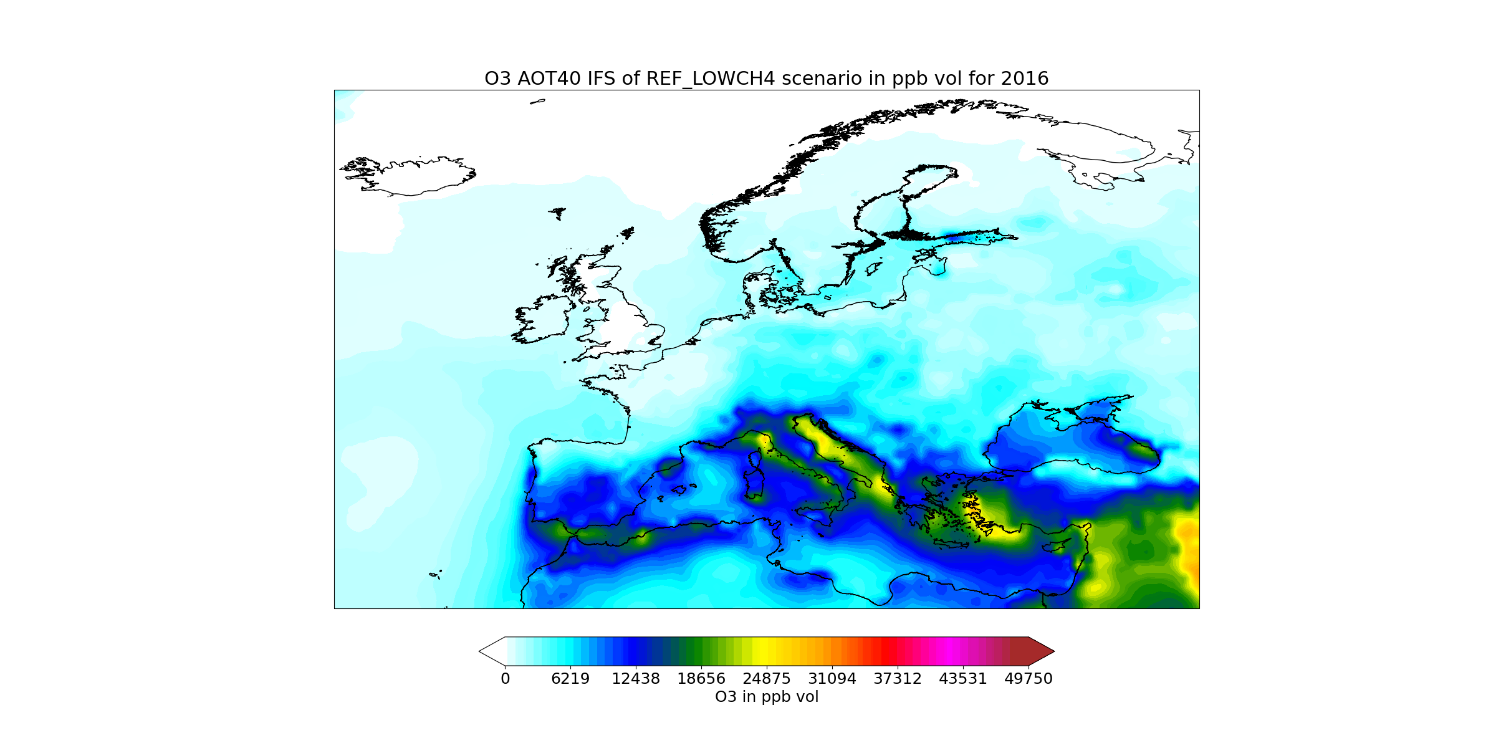 O3 AOT40 IFS of REF_LOWCH4 scenario in ppb vol for 2016
0 6219 12438 18656 24875 31094 37312 43531 49750
O3 in ppb vol